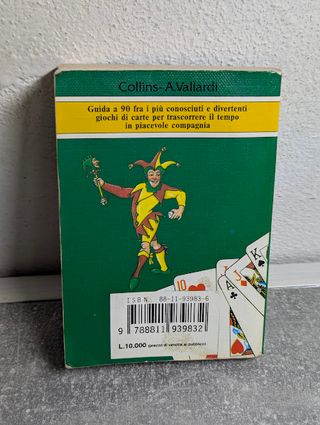 Collins-A.Vallardi
Guida a 90 fra i più conosciuti e divertenti
giochi di carte per trascorrere il tempo
in piacevole compagnia
10
A
J
K
ISBN 88-11-93983-6
9 788811 939832
L.10.000 (prezzo di vendita al pubblico)